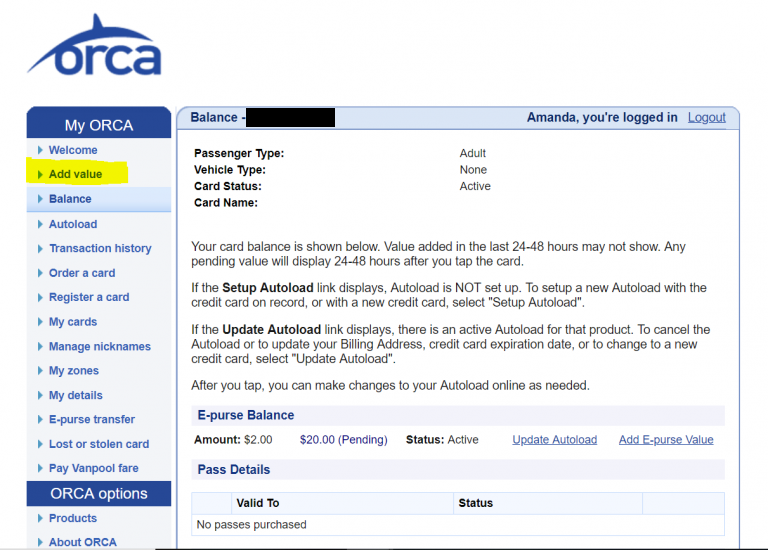 orca
My ORCA
Welcome
Add value
Balance
Autoload
Transaction history
Order a card
Register a card
My cards
Manage nicknames
My zones
My details
E-purse transfer
Lost or stolen card
Pay Vanpool fare
ORCA options
Products
About ORCA
Balance -
Amanda, you're logged in Logout
Passenger Type: Adult
Vehicle Type: None
Card Status: Active
Card Name:
Your card balance is shown below. Value added in the last 24-48 hours may not show. Any
pending value will display 24-48 hours after you tap the card.
If the Setup Autoload link displays, Autoload is NOT set up. To setup a new Autoload with the
credit card on record, or with a new credit card, select "Setup Autoload".
If the Update Autoload link displays, there is an active Autoload for that product. To cancel the
Autoload or to update your Billing Address, credit card expiration date, or to change to a new
credit card, select "Update Autoload".
After you tap, you can make changes to your Autoload online as needed.
E-purse Balance
Amount: $2.00 $20.00 (Pending) Status: Active Update Autoload Add E-purse Value
Pass Details
Valid To Status
No passes purchased